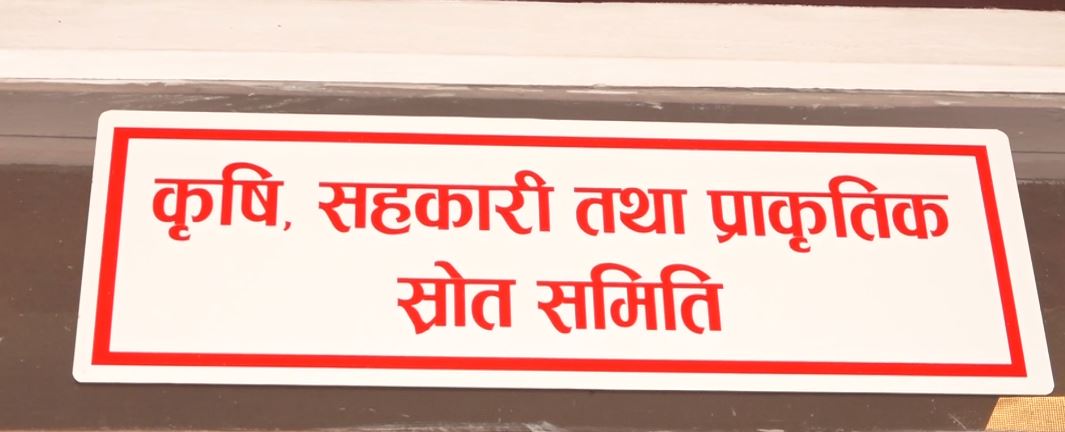 कृषि, सहकारी तथा प्राकृतिक
स्रोत समिति